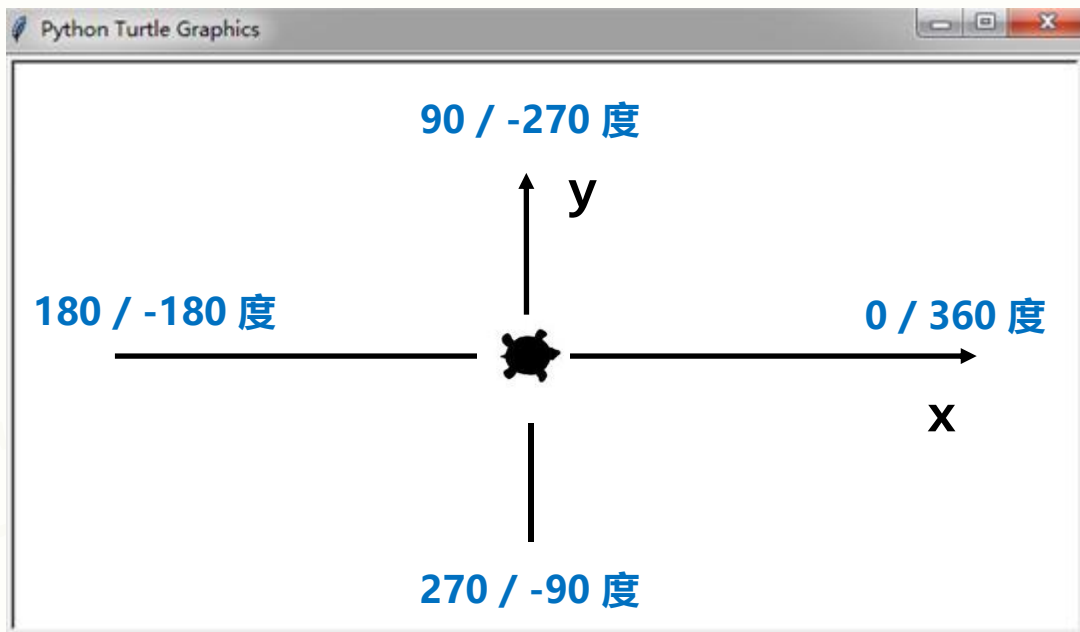 Python Turtle Graphics
90 / -270 度
y
180 / -180 度
0 / 360 度
x
270 / -90 度